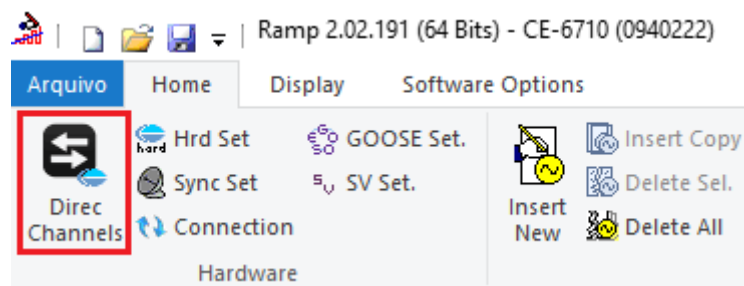 Ramp 2.02.191 (64 Bits) - CE-6710 (0940222)
Arquivo Home Display Software Options
Hrd Set GOOSE Set. Insert Copy
Sync Set SV Set. Delete Sel.
Direc Channels Connection Insert New Delete All
Hardware